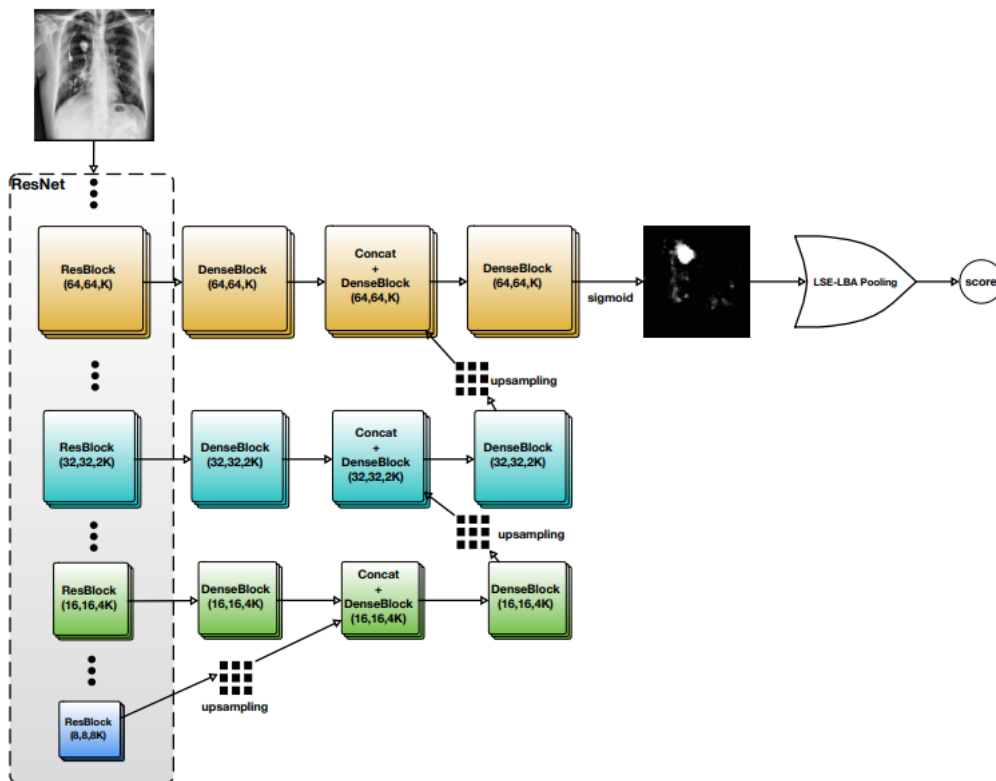 ResNet
ResBlock
(64,64,K)
DenseBlock
(64,64,K)
Concat
+
DenseBlock
(64,64,K)
DenseBlock
(64,64,K)
sigmoid
LSE-LBA Pooling
score
upsampling
ResBlock
(32,32,2K)
DenseBlock
(32,32,2K)
Concat
+
DenseBlock
(32,32,2K)
DenseBlock
(32,32,2K)
upsampling
ResBlock
(16,16,4K)
DenseBlock
(16,16,4K)
Concat
+
DenseBlock
(16,16,4K)
DenseBlock
(16,16,4K)
upsampling
ResBlock
(8,8,8K)